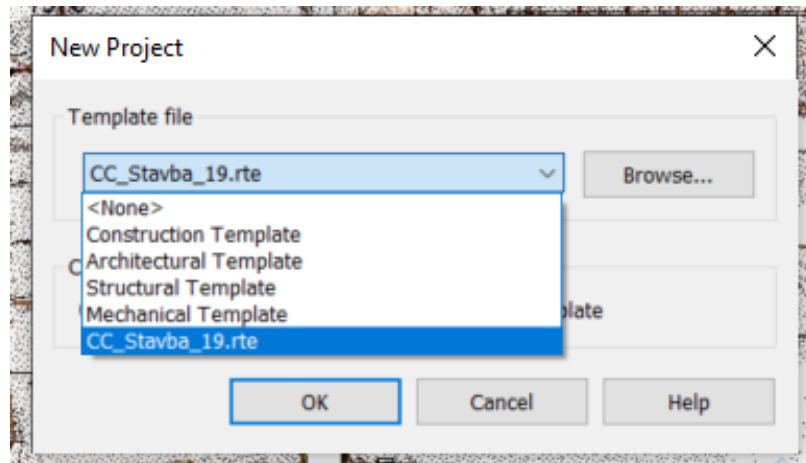 New Project
Template file
CC_Stavba_19.rte
Browse...
<None>
Construction Template
Architectural Template
Structural Template
Mechanical Template
CC_Stavba_19.rte
OK
Cancel
Help